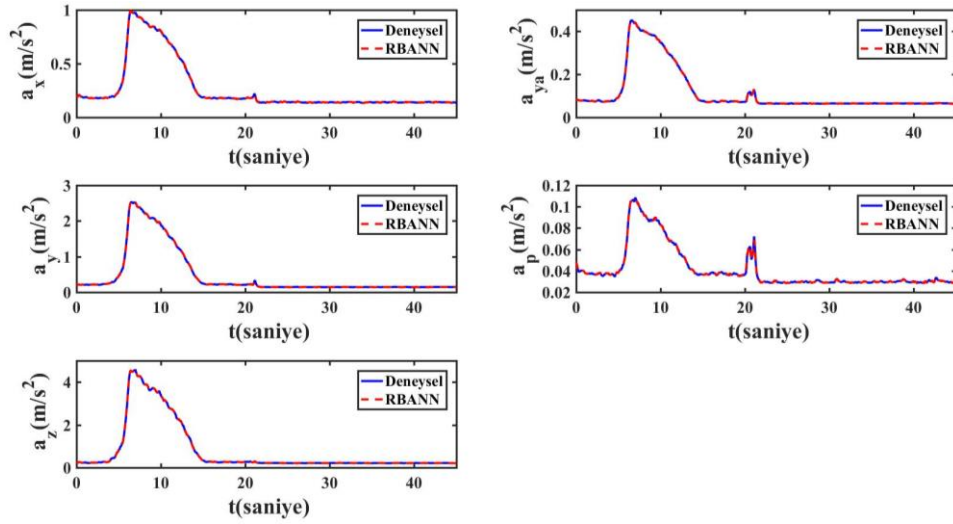 a_x(m/s^2)
1
0.5
0
Deneysel
RBANN
0 10 20 30 40
t(saniye)
a_ya(m/s^2)
0.4
0.2
0
Deneysel
RBANN
0 10 20 30 40
t(saniye)
a_y(m/s^2)
3
2
1
0
Deneysel
RBANN
0 10 20 30 40
t(saniye)
a_p(m/s^2)
0.12
0.1
0.08
0.06
0.04
0.02
Deneysel
RBANN
0 10 20 30 40
t(saniye)
a_z(m/s^2)
4
2
0
Deneysel
RBANN
0 10 20 30 40
t(saniye)